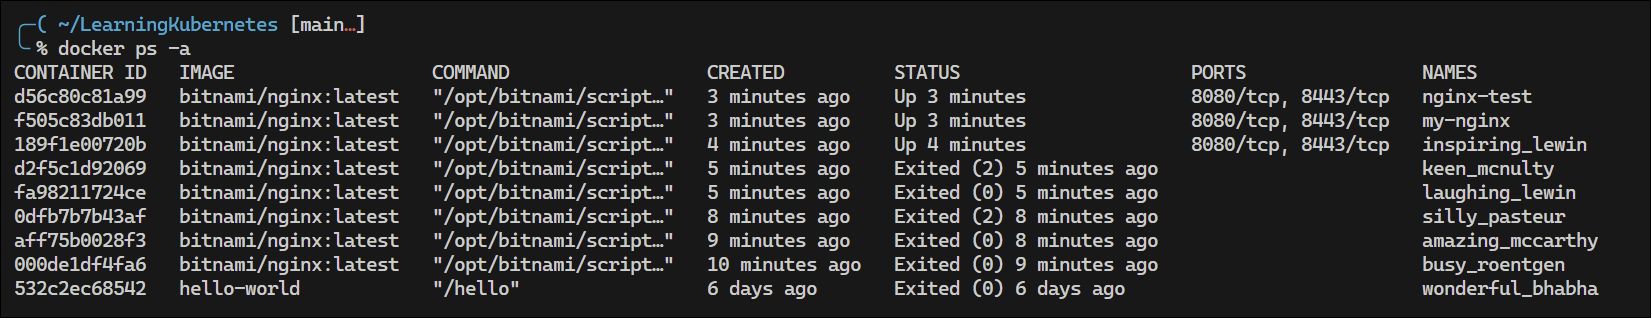 ( ~/LearningKubernetes [main…]
% docker ps -a
CONTAINER ID   IMAGE                  COMMAND                  CREATED          STATUS                     PORTS                NAMES
d56c80c81a99   bitnami/nginx:latest   "/opt/bitnami/script…"   3 minutes ago    Up 3 minutes               8080/tcp, 8443/tcp   nginx-test
f505c83db011   bitnami/nginx:latest   "/opt/bitnami/script…"   3 minutes ago    Up 3 minutes               8080/tcp, 8443/tcp   my-nginx
189f1e00720b   bitnami/nginx:latest   "/opt/bitnami/script…"   4 minutes ago    Up 4 minutes               8080/tcp, 8443/tcp   inspiring_lewin
d2f5c1d92069   bitnami/nginx:latest   "/opt/bitnami/script…"   5 minutes ago    Exited (2) 5 minutes ago                        keen_mcnulty
fa98211724ce   bitnami/nginx:latest   "/opt/bitnami/script…"   5 minutes ago    Exited (0) 5 minutes ago                        laughing_lewin
0dfb7b7b43af   bitnami/nginx:latest   "/opt/bitnami/script…"   8 minutes ago    Exited (2) 8 minutes ago                        silly_pasteur
aff75b0028f3   bitnami/nginx:latest   "/opt/bitnami/script…"   9 minutes ago    Exited (0) 8 minutes ago                        amazing_mccarthy
000de1df4fa6   bitnami/nginx:latest   "/opt/bitnami/script…"   10 minutes ago   Exited (0) 9 minutes ago                        busy_roentgen
532c2ec68542   hello-world            "/hello"                 6 days ago       Exited (0) 6 days ago                           wonderful_bhabha